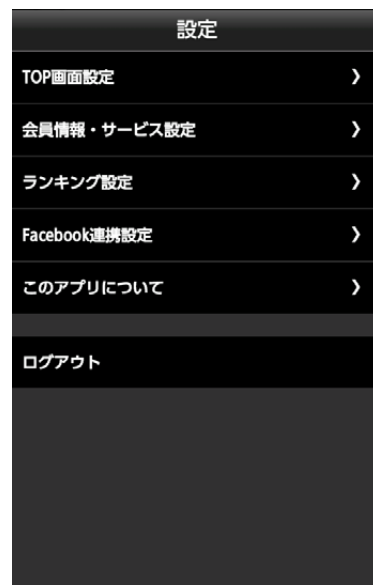 設定
TOP画面設定
会員情報・サービス設定
ランキング設定
Facebook連携設定
このアプリについて
ログアウト